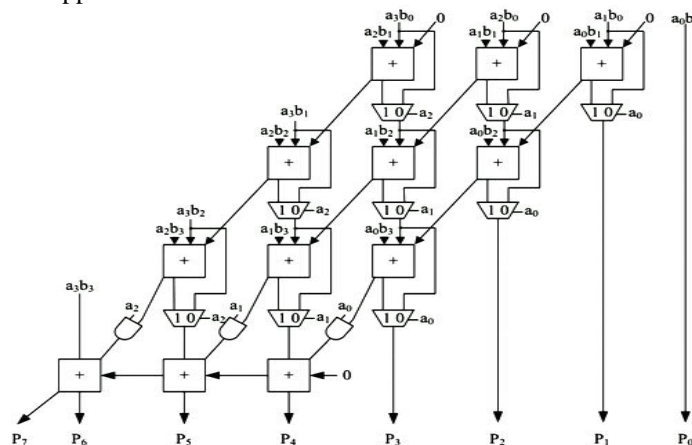 a₃b₀ 0 a₂b₀ 0 a₁b₀ 0
a₂b₁ a₁b₁ a₀b₁ a₀b
+ + +
1 0 a₂ 1 0 a₁ 1 0 a₀
a₃b₁
a₂b₂ a₁b₂ a₀b₂
+ + +
1 0 a₂ 1 0 a₁ 1 0 a₀
a₃b₂
a₂b₃ a₁b₃ a₀b₃
+ + +
a₃b₃
a₂ a₁ a₀
1 0 a₂ 1 0 a₁ 1 0 a₀
+ + + 0
P₇ P₆ P₅ P₄ P₃ P₂ P₁ P₀